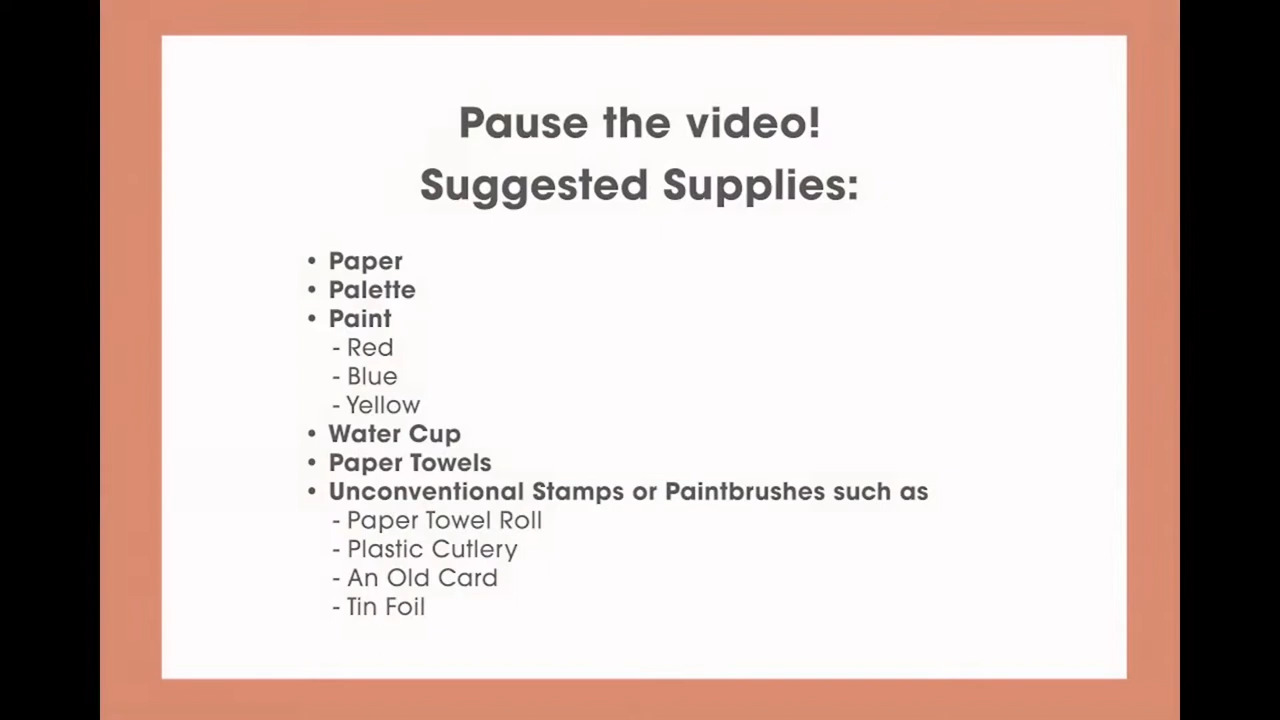 Pause the video!
Suggested Supplies:
• Paper
• Palette
• Paint
- Red
- Blue
- Yellow
• Water Cup
• Paper Towels
• Unconventional Stamps or Paintbrushes such as
- Paper Towel Roll
- Plastic Cutlery
- An Old Card
- Tin Foil